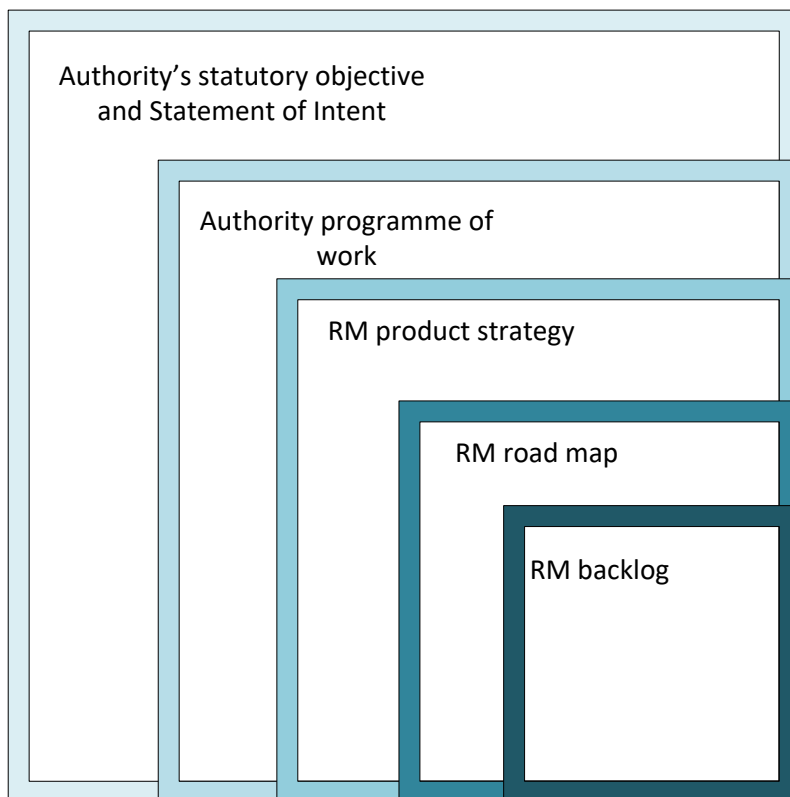 Authority’s statutory objective
and Statement of Intent
Authority programme of
work
RM product strategy
RM road map
RM backlog